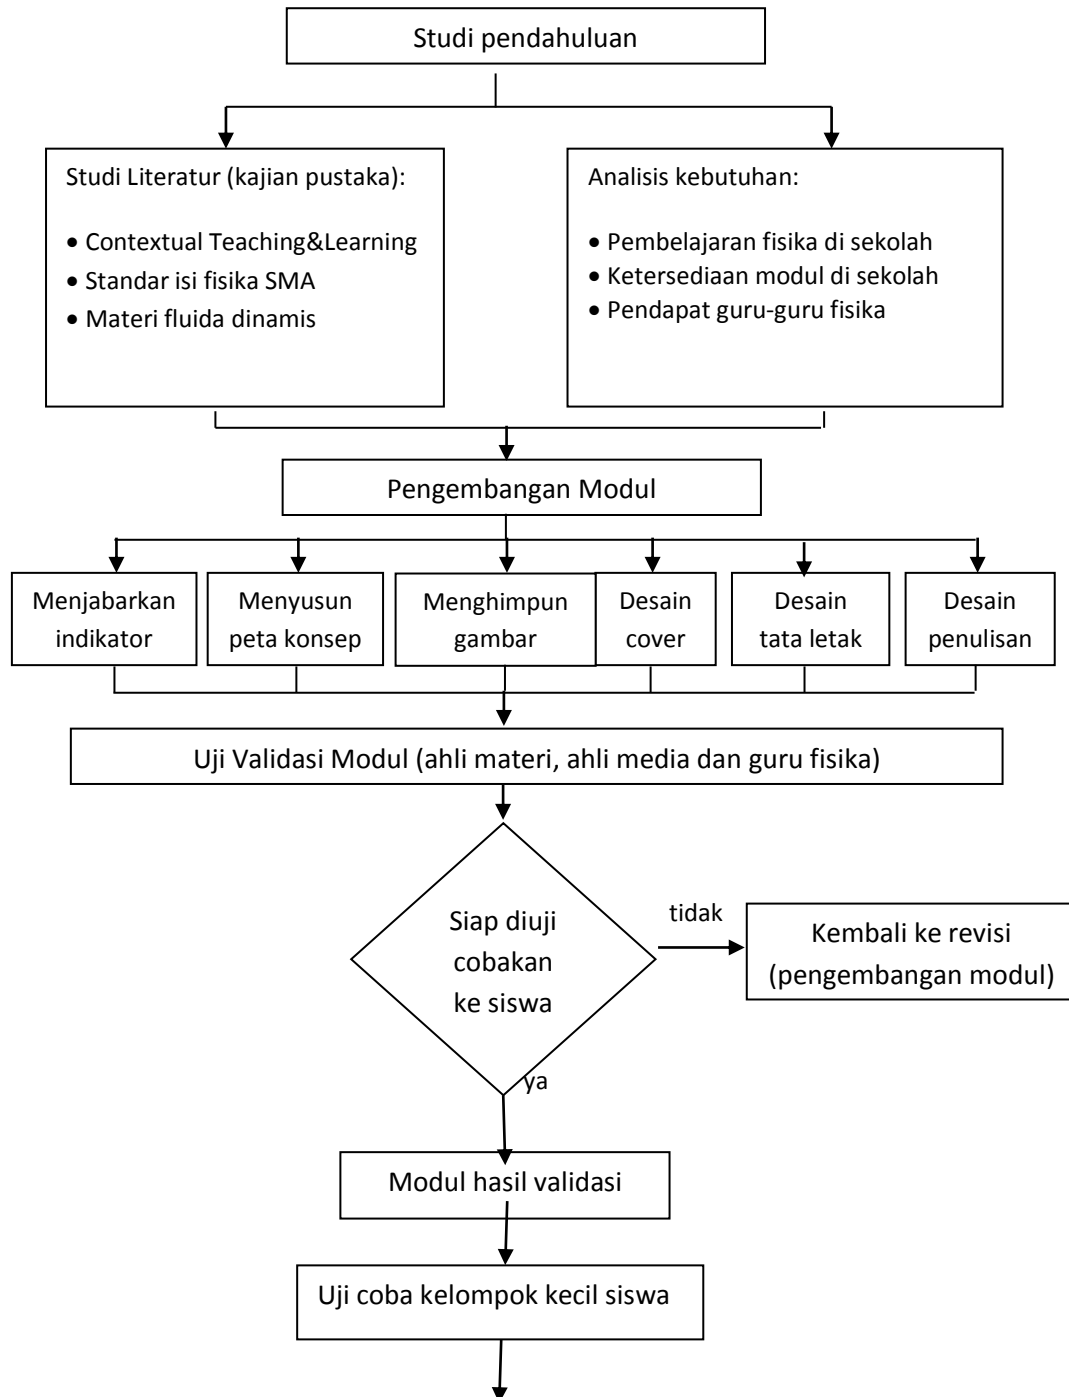 Studi pendahuluan
Studi Literatur (kajian pustaka):
• Contextual Teaching&Learning
• Standar isi fisika SMA
• Materi fluida dinamis
Analisis kebutuhan:
• Pembelajaran fisika di sekolah
• Ketersediaan modul di sekolah
• Pendapat guru-guru fisika
Pengembangan Modul
Menjabarkan
indikator
Menyusun
peta konsep
Menghimpun
gambar
Desain
cover
Desain
tata letak
Desain
penulisan
Uji Validasi Modul (ahli materi, ahli media dan guru fisika)
Siap diuji
cobakan
ke siswa
tidak
Kembali ke revisi
(pengembangan modul)
ya
Modul hasil validasi
Uji coba kelompok kecil siswa